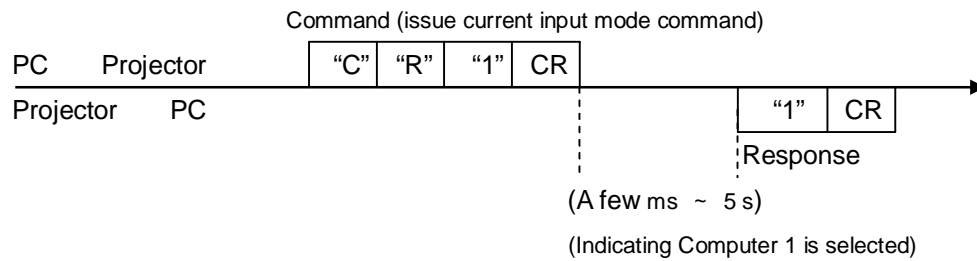 Command (issue current input mode command)
PC Projector “C” “R” “1” CR
Projector PC “1” CR
Response
(A few ms ~ 5 s)
(Indicating Computer 1 is selected)